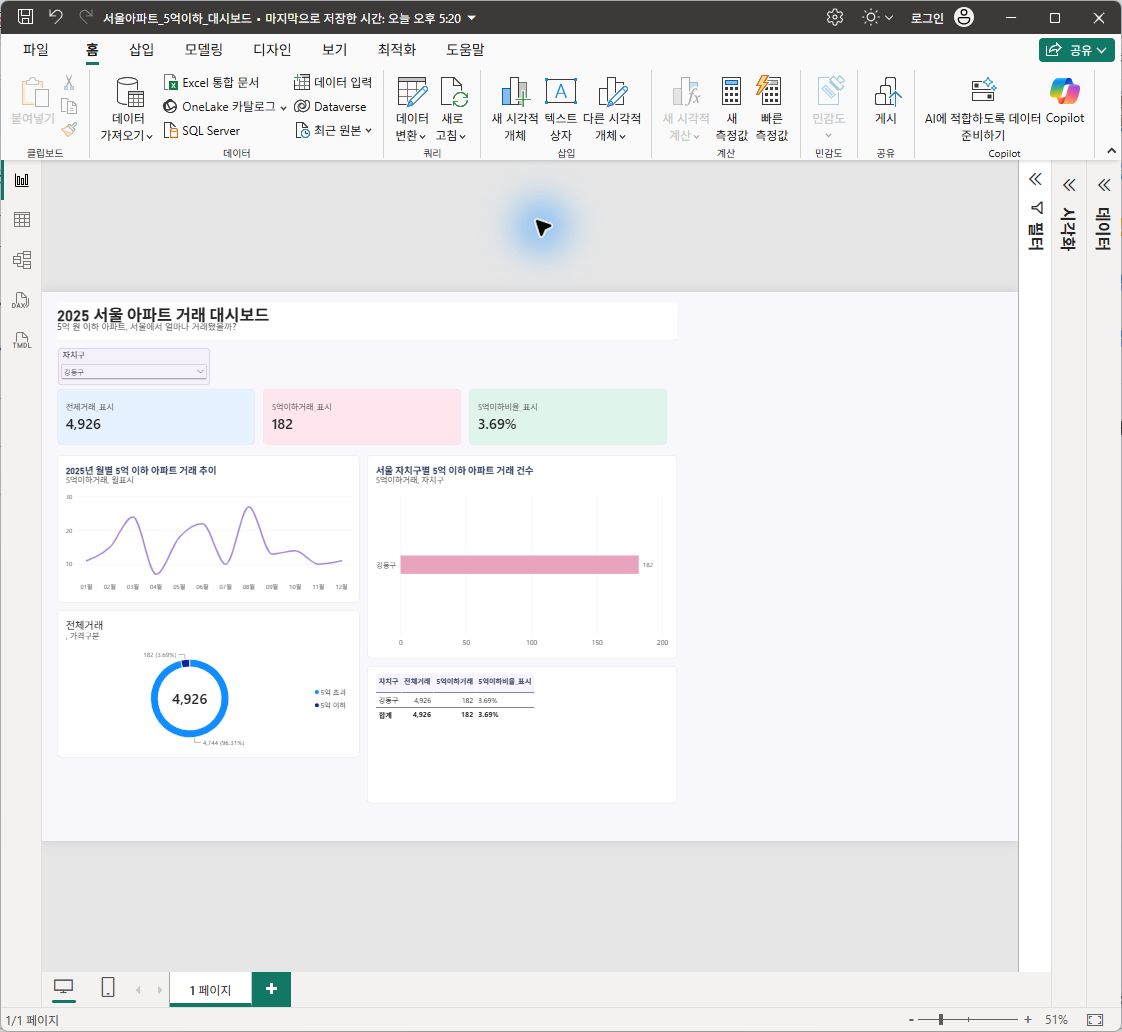 서울아파트_5억이하_대시보드 • 마지막으로 저장한 시간: 오늘 오후 5:20
로그인
파일 홈 삽입 모델링 디자인 보기 최적화 도움말
공유
붙여넣기
클립보드
데이터 가져오기
Excel 통합 문서
OneLake 카탈로그
SQL Server
데이터 입력
Dataverse
최근 원본
데이터
데이터 변환
새로 고침
쿼리
새 시각적 개체
텍스트 상자
다른 시각적 개체
삽입
새 시각적 계산
새 측정값
빠른 측정값
계산
민감도
민감도
게시
공유
AI에 적합하도록 데이터 준비하기
Copilot
Copilot
DAX
TMDL
필터
시각화
데이터
2025 서울 아파트 거래 대시보드
5억 원 이하 아파트, 서울에서 얼마나 거래됐을까?
자치구
강동구
전체거래_표시
4,926
5억이하거래_표시
182
5억이하비율_표시
3.69%
2025년 월별 5억 이하 아파트 거래 추이
5억이하거래, 월표시
30
20
10
01월 02월 03월 04월 05월 06월 07월 08월 09월 10월 11월 12월
서울 자치구별 5억 이하 아파트 거래 건수
5억이하거래, 자치구
강동구 182
0 50 100 150 200
전체거래
, 가격구분
182 (3.69%)
4,926
5억 초과
5억 이하
4,744 (96.31%)
자치구 전체거래 5억이하거래 5억이하비율_표시
강동구 4,926 182 3.69%
합계 4,926 182 3.69%
1 페이지
+
1/1 페이지
- + 51%